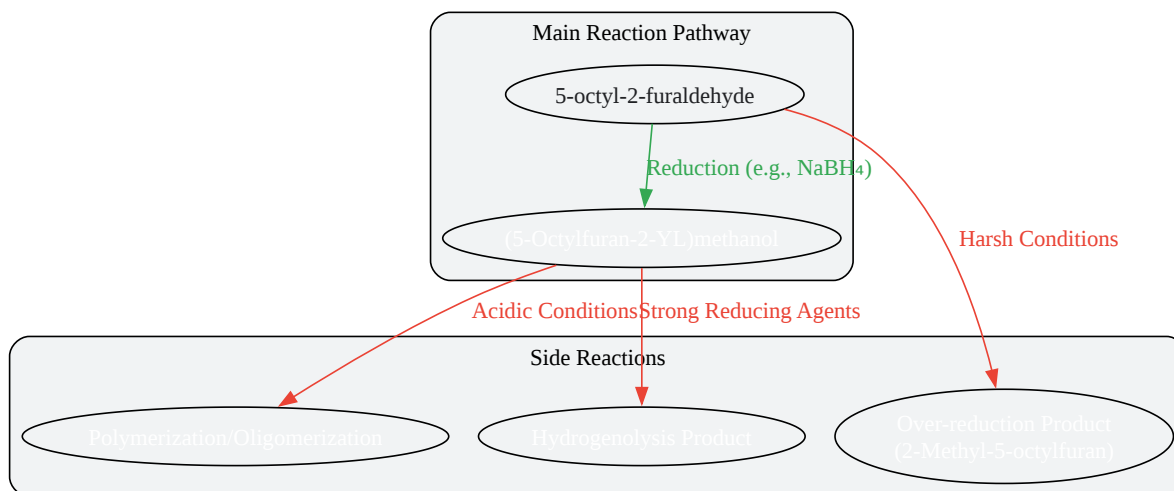 Main Reaction Pathway
5-octyl-2-furaldehyde
Reduction (e.g., NaBH₄)
(5-Octylfuran-2-YL)methanol
Harsh Conditions
Acidic Conditions
Strong Reducing Agents
Side Reactions
Polymerization/Oligomerization
Hydrogenolysis Product
Over-reduction Product
(2-Methyl-5-octylfuran)